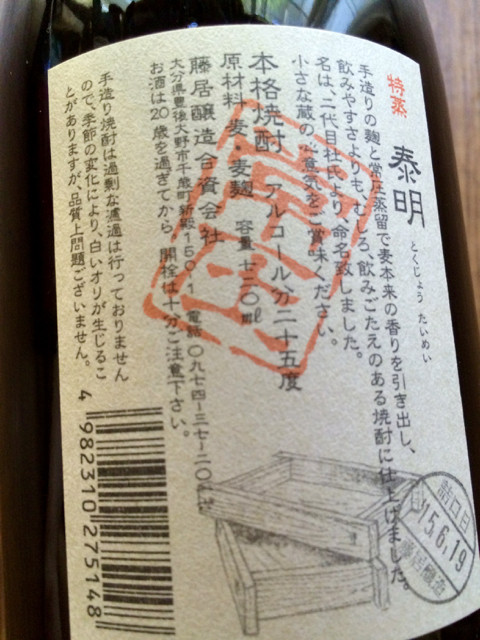 特蒸
泰明
とくじょう たいめい
手造りの麹と常圧蒸留で麦本来の香りを引き出し、
飲みやすさよりも、むしろ、飲みごたえのある焼酎に仕上げました。
名は、二代目杜氏より命名致しました。
小さな蔵の心意気をご賞味ください。
本格焼酎 アルコール分二十五度
原材料 麦・麦麹 容量 七二〇㎖
藤居醸造合資会社
大分県豊後大野市千歳町新殿150-1 電話〇九七四-三七-二〇
お酒は20歳を過ぎてから 開栓は十分ご注意下さい。
手造り焼酎は過剰な濾過は行っておりません
ので、季節の変化により、白いオリが生じるこ
とがありますが、品質上問題ございません。
4 982310 275148
詰口日
15.6.19
藤居醸造